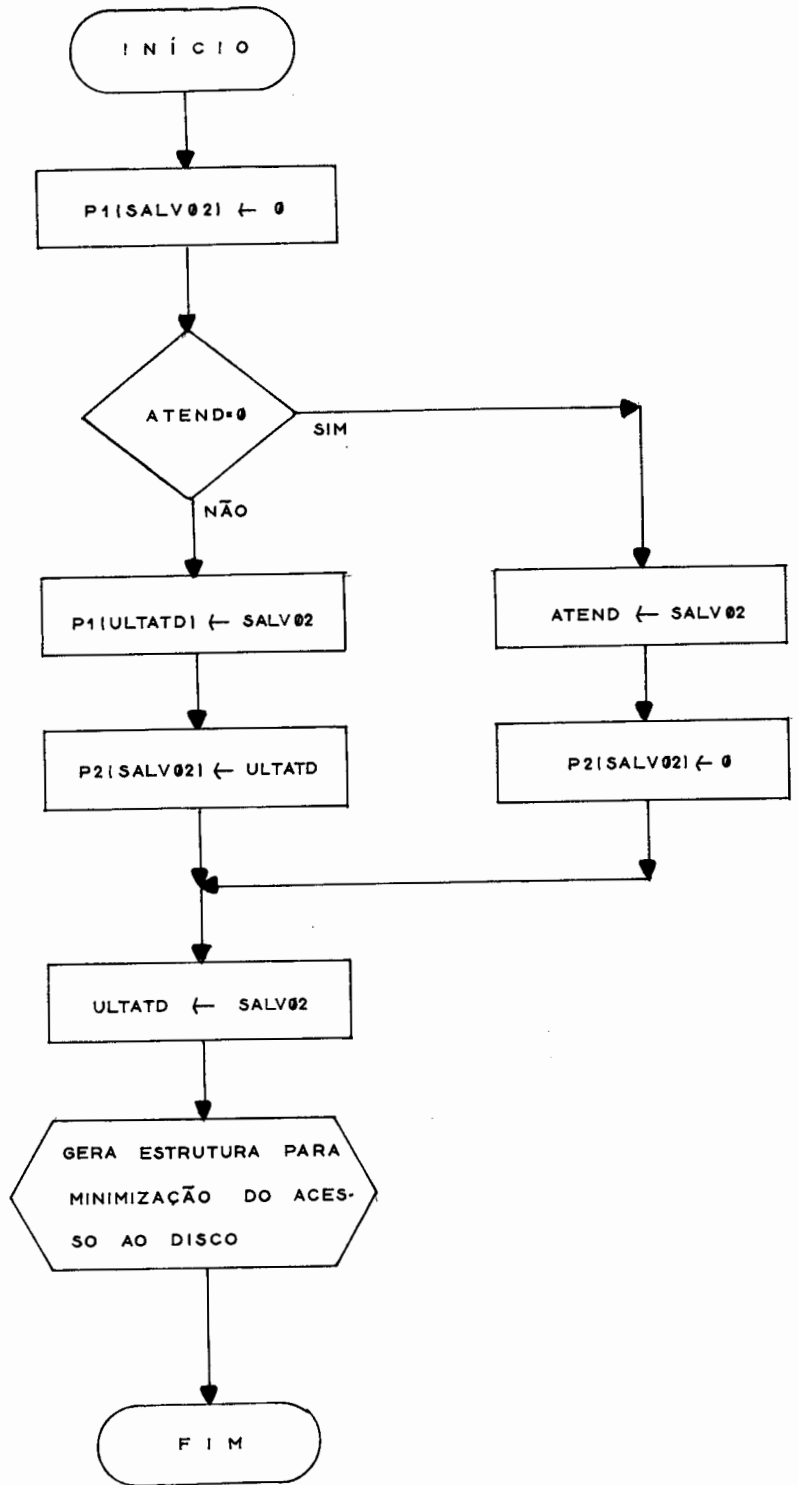 INÍCIO
P1(SALV02) ← 0
ATEND=0
SIM
NÃO
P1(ULTATD) ← SALV02
ATEND ← SALV02
P2(SALV02) ← ULTATD
P2(SALV02) ← 0
ULTATD ← SALV02
GERA ESTRUTURA PARA
MINIMIZAÇÃO DO ACES-
SO AO DISCO
FIM